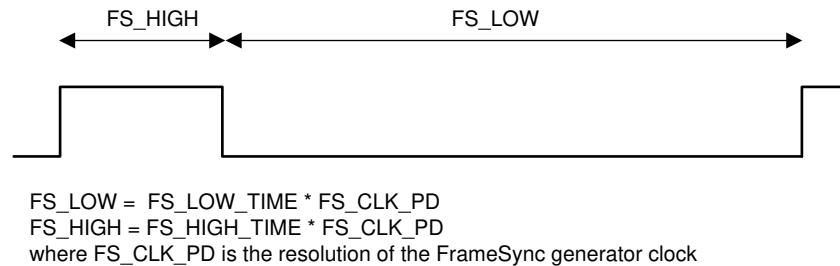 FS_HIGH FS_LOW
FS_LOW = FS_LOW_TIME * FS_CLK_PD
FS_HIGH = FS_HIGH_TIME * FS_CLK_PD
where FS_CLK_PD is the resolution of the FrameSync generator clock